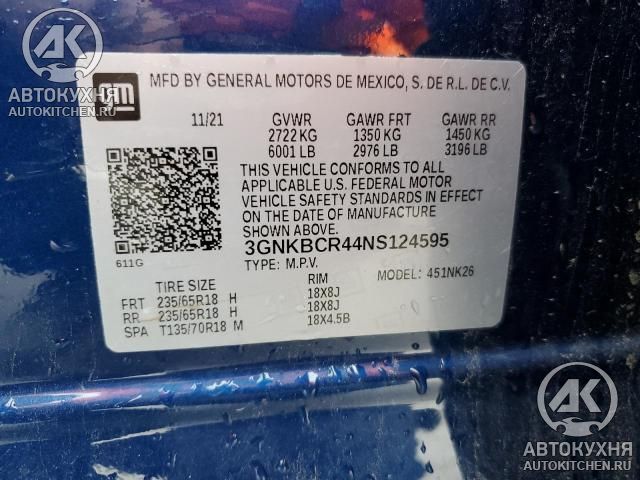 АВТОКУХНЯ
AUTOKITCHEN.RU
gm
MFD BY GENERAL MOTORS DE MEXICO, S. DE R.L. DE C.V.
11/21 GVWR GAWR FRT GAWR RR
2722 KG 1350 KG 1450 KG
6001 LB 2976 LB 3196 LB
THIS VEHICLE CONFORMS TO ALL
APPLICABLE U.S. FEDERAL MOTOR
VEHICLE SAFETY STANDARDS IN EFFECT
ON THE DATE OF MANUFACTURE
SHOWN ABOVE.
611G
3GNKBCR44NS124595
TYPE: M.P.V. MODEL: 451NK26
TIRE SIZE RIM
FRT 235/65R18 H 18X8J
RR 235/65R18 H 18X8J
SPA T135/70R18 M 18X4.5B
АВТОКУХНЯ
AUTOKITCHEN.RU